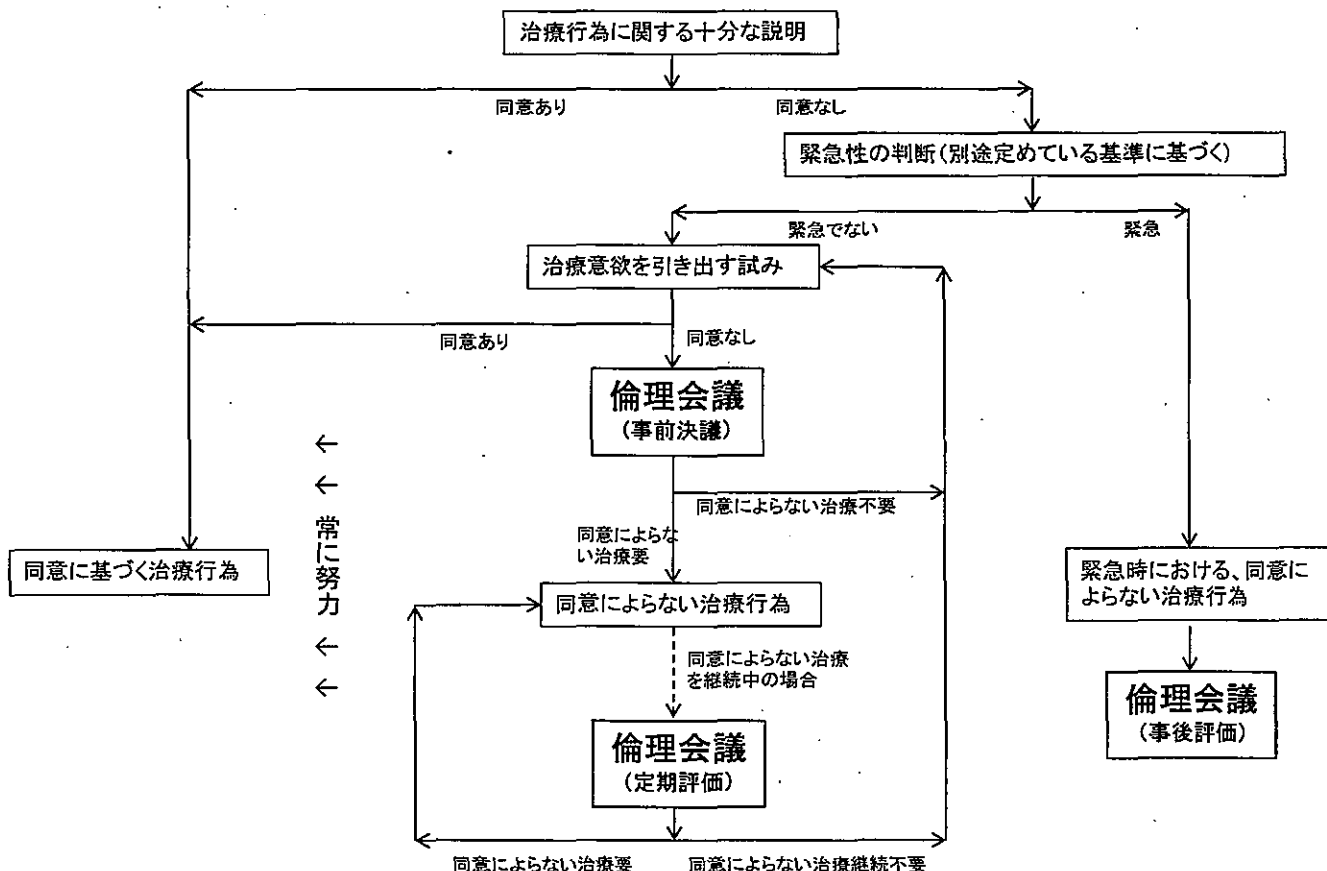 治療行為に関する十分な説明
同意あり
同意なし
緊急性の判断(別途定めている基準に基づく)
緊急でない
緊急
治療意欲を引き出す試み
同意あり
同意なし
倫理会議
(事前決議)
同意によらない治療不要
同意によらな
い治療要
← ← 常に努力 ← ←
同意に基づく治療行為
同意によらない治療行為
緊急時における、同意に
よらない治療行為
同意によらない治療
を継続中の場合
倫理会議
(事後評価)
倫理会議
(定期評価)
同意によらない治療要
同意によらない治療継続不要